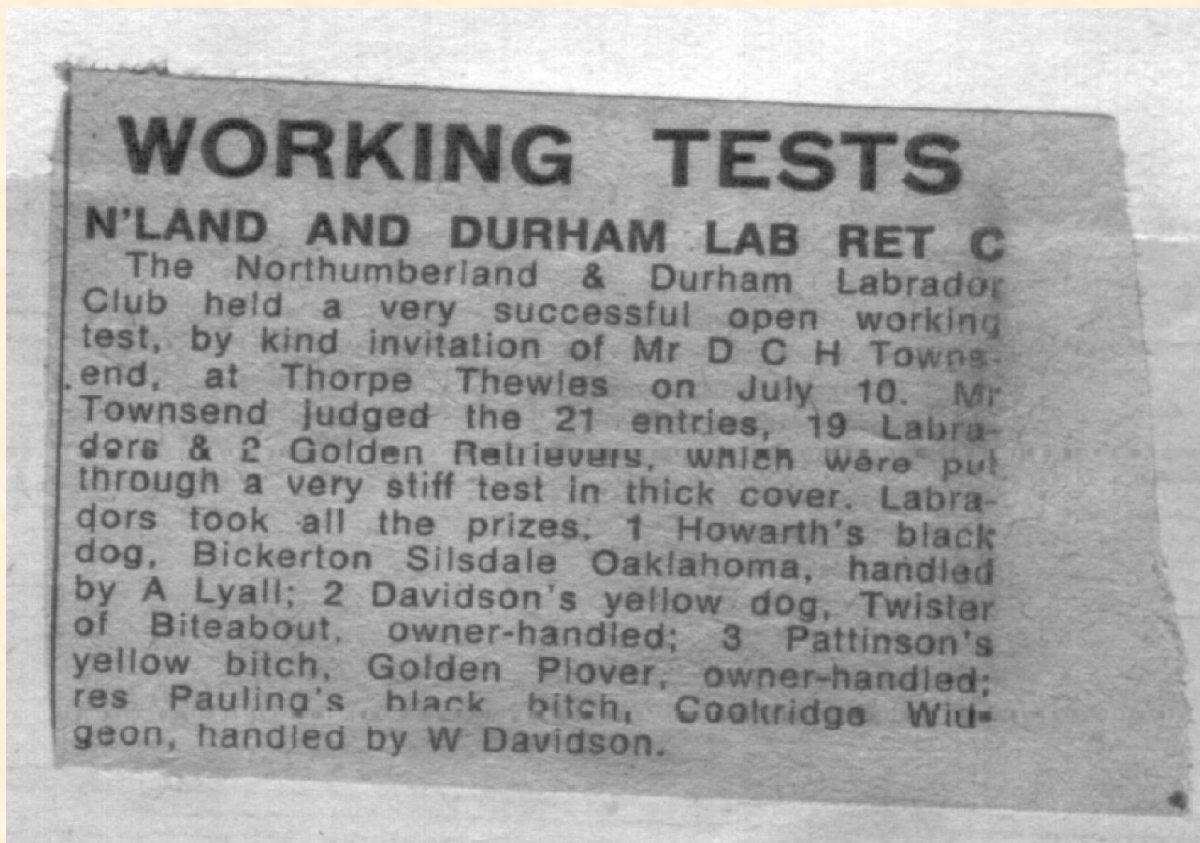 WORKING TESTS
N'LAND AND DURHAM LAB RET C
The Northumberland & Durham Labrador
Club held a very successful open working
test, by kind invitation of Mr D C H Towns-
end, at Thorpe Thewles on July 10. Mr
Townsend judged the 21 entries, 19 Labra-
dors & 2 Golden Retrievers, which were put
through a very stiff test in thick cover. Labra-
dors took all the prizes. 1 Howarth's black
dog, Bickerton Silsdale Oaklahoma, handled
by A Lyall; 2 Davidson's yellow dog, Twister
of Biteabout, owner-handled; 3 Pattinson's
yellow bitch, Golden Plover, owner-handled;
res Pauling's black bitch, Cookridge Wid-
geon, handled by W Davidson.